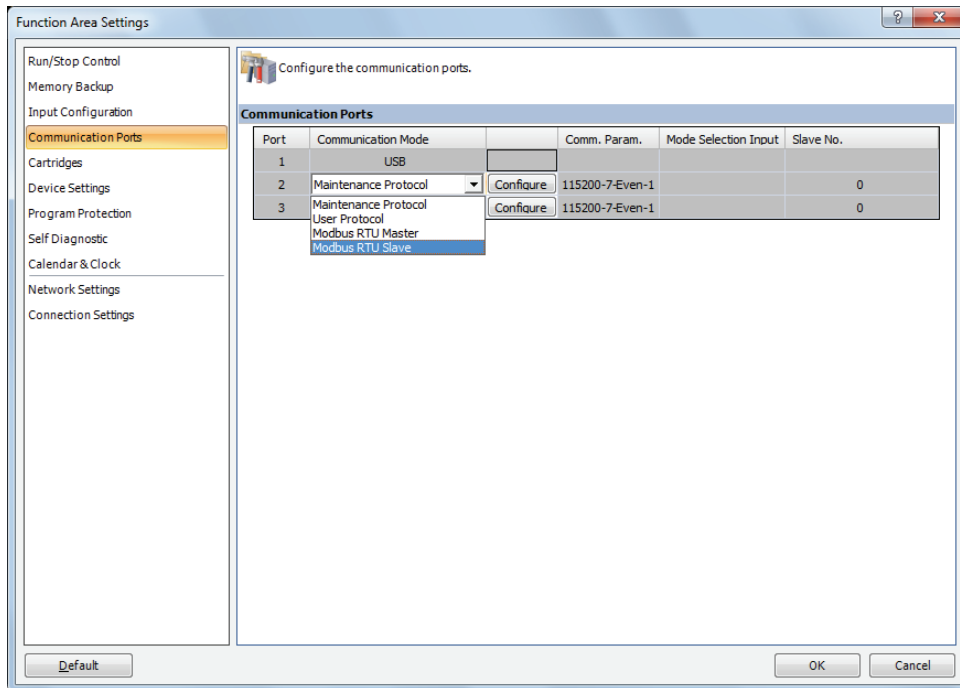 Function Area Settings
Run/Stop Control
Memory Backup
Input Configuration
Communication Ports
Cartridges
Device Settings
Program Protection
Self Diagnostic
Calendar & Clock
Network Settings
Connection Settings
Configure the communication ports.
Communication Ports
Port Communication Mode Comm. Param. Mode Selection Input Slave No.
1 USB
2 Maintenance Protocol Configure 115200-7-Even-1 0
3 Configure 115200-7-Even-1 0
Maintenance Protocol
User Protocol
Modbus RTU Master
Modbus RTU Slave
Default OK Cancel